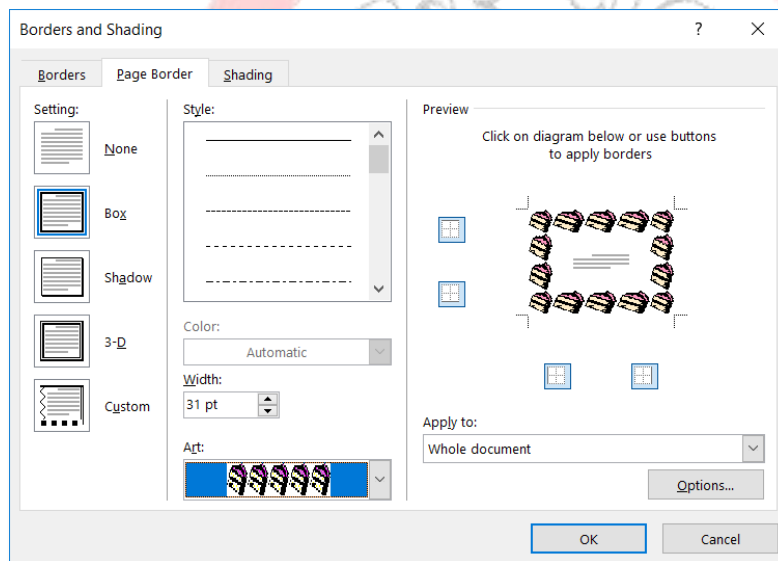 Borders and Shading
?
Borders
Page Border
Shading
Setting:
None
Box
Shadow
3-D
Custom
Style:
Color:
Automatic
Width:
31 pt
Art:
Preview
Click on diagram below or use buttons
to apply borders
Apply to:
Whole document
Options...
OK
Cancel